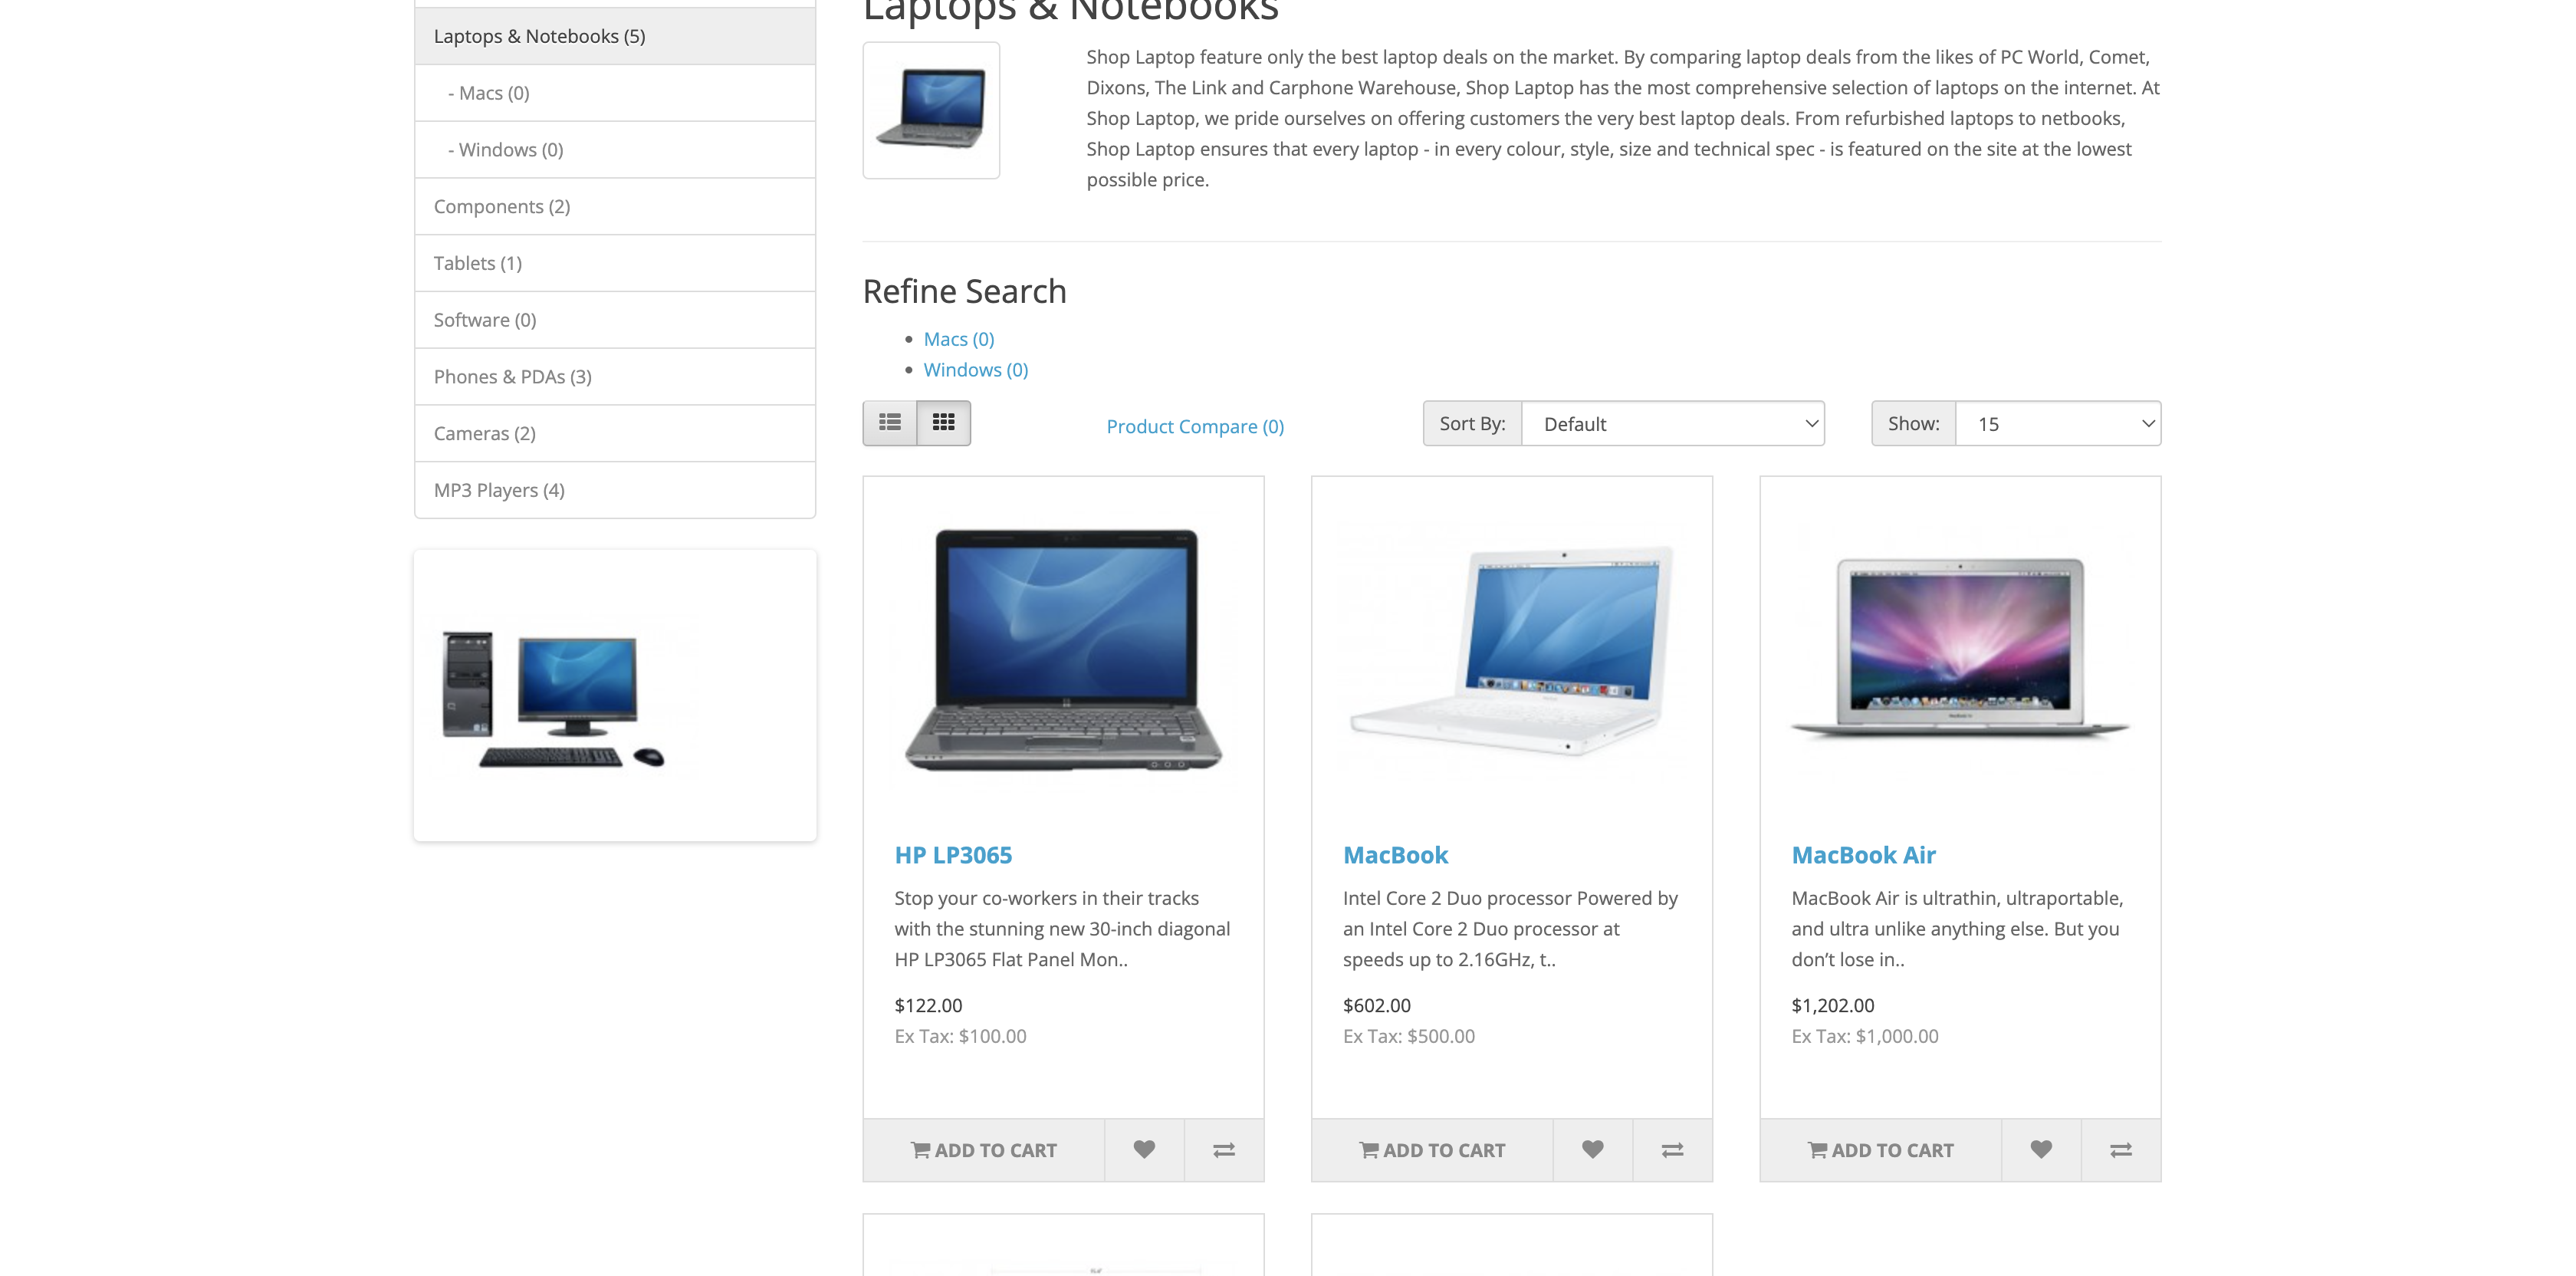 Laptops & Notebooks (5)
- Macs (0)
- Windows (0)
Components (2)
Tablets (1)
Software (0)
Phones & PDAs (3)
Cameras (2)
MP3 Players (4)
Laptops & Notebooks
Shop Laptop feature only the best laptop deals on the market. By comparing laptop deals from the likes of PC World, Comet,
Dixons, The Link and Carphone Warehouse, Shop Laptop has the most comprehensive selection of laptops on the internet. At
Shop Laptop, we pride ourselves on offering customers the very best laptop deals. From refurbished laptops to netbooks,
Shop Laptop ensures that every laptop - in every colour, style, size and technical spec - is featured on the site at the lowest
possible price.
Refine Search
Macs (0)
Windows (0)
Product Compare (0)
Sort By: Default
Show: 15
HP LP3065
Stop your co-workers in their tracks
with the stunning new 30-inch diagonal
HP LP3065 Flat Panel Mon..
$122.00
Ex Tax: $100.00
ADD TO CART
MacBook
Intel Core 2 Duo processor Powered by
an Intel Core 2 Duo processor at
speeds up to 2.16GHz, t..
$602.00
Ex Tax: $500.00
ADD TO CART
MacBook Air
MacBook Air is ultrathin, ultraportable,
and ultra unlike anything else. But you
don’t lose in..
$1,202.00
Ex Tax: $1,000.00
ADD TO CART